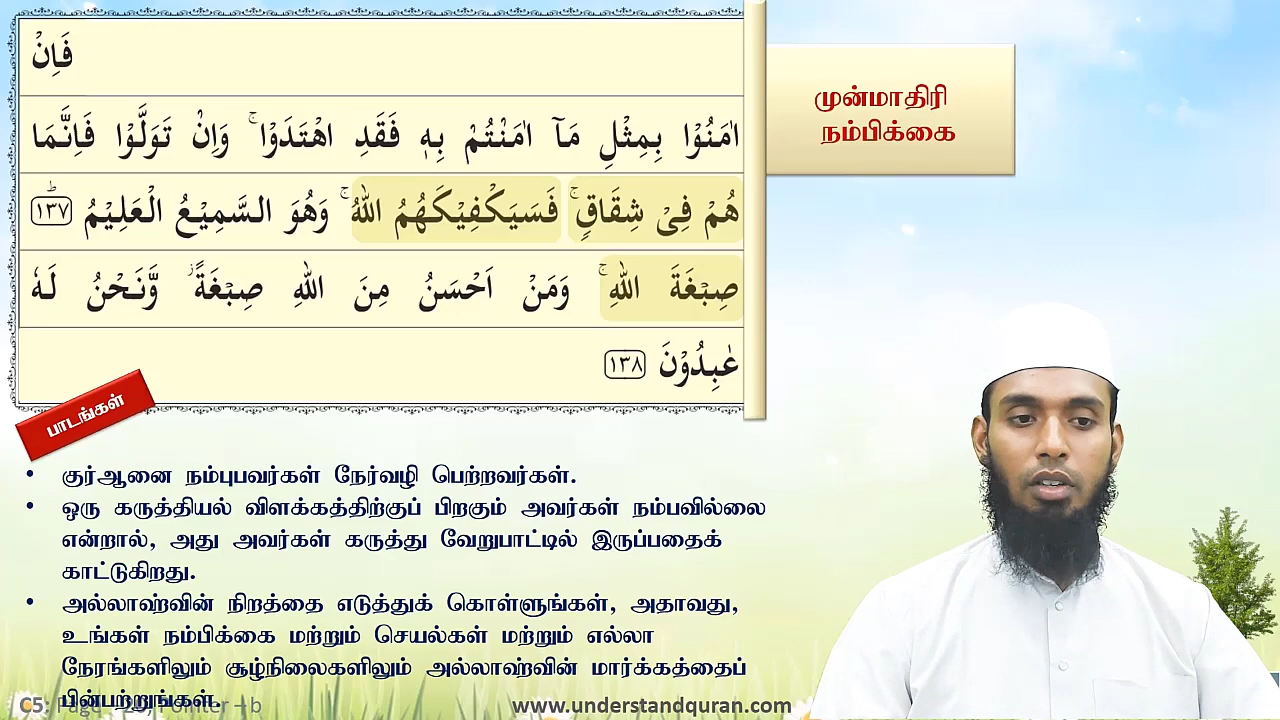 فَاِنْ
اٰمَنُوْا بِمِثْلِ مَآ اٰمَنْتُمْ بِهٖ فَقَدِ اهْتَدَوْا ۚ وَاِنْ تَوَلَّوْا فَاِنَّمَا
هُمْ فِىْ شِقَاقٍ ۚ فَسَيَكْفِيْكَهُمُ اللّٰهُ ۚ وَهُوَ السَّمِيْعُ الْعَلِيْمُ ؕ ١٣٧
صِبْغَةَ اللّٰهِ ۚ وَمَنْ اَحْسَنُ مِنَ اللّٰهِ صِبْغَةً ؗ وَّنَحْنُ لَهٗ
عٰبِدُوْنَ ١٣٨
முன்மாதிரி
நம்பிக்கை
பாடங்கள்
• குர்ஆனை நம்புபவர்கள் நேர்வழி பெற்றவர்கள்.
• ஒரு கருத்தியல் விளக்கத்திற்குப் பிறகும் அவர்கள் நம்பவில்லை
என்றால், அது அவர்கள் கருத்து வேறுபாட்டில் இருப்பதைக்
காட்டுகிறது.
• அல்லாஹ்வின் நிறத்தை எடுத்துக் கொள்ளுங்கள், அதாவது,
உங்கள் நம்பிக்கை மற்றும் செயல்கள் மற்றும் எல்லா
நேரங்களிலும் சூழ்நிலைகளிலும் அல்லாஹ்வின் மார்க்கத்தைப்
பின்பற்றுங்கள்.
C5: Page – b
www.understandquran.com